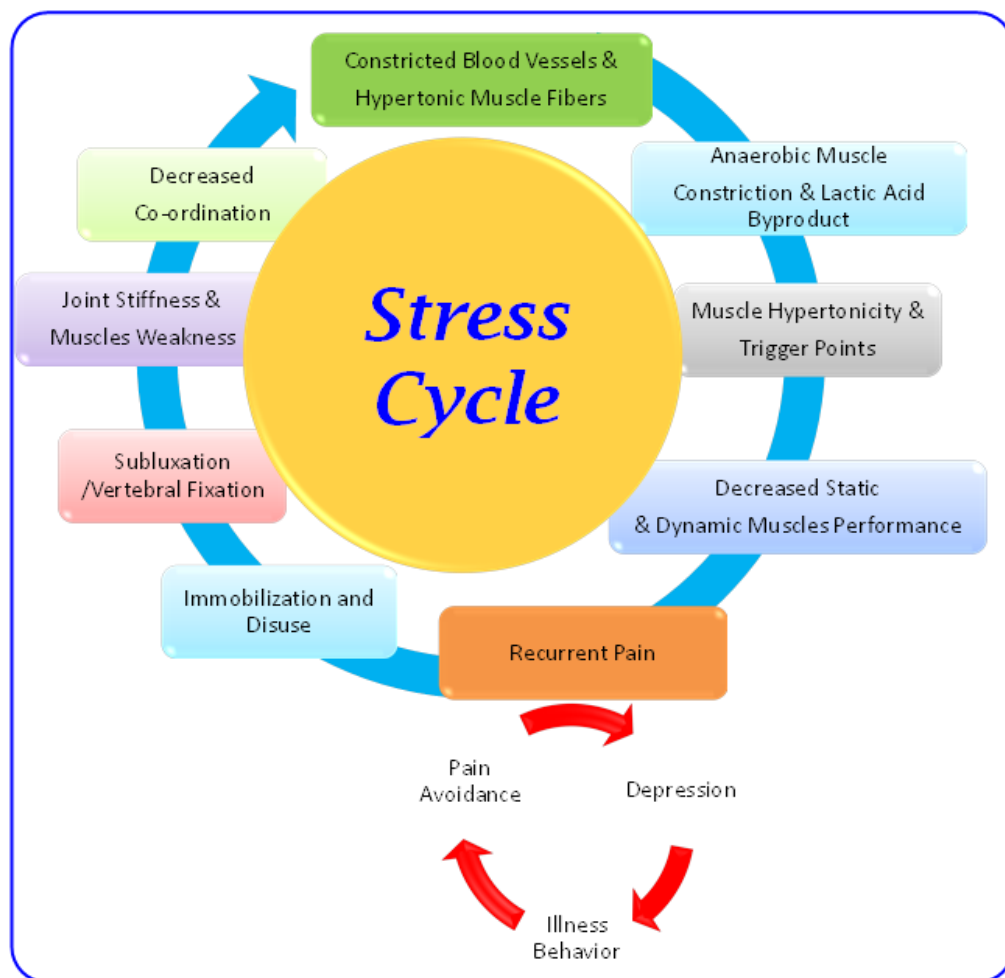 Constricted Blood Vessels &
Hypertonic Muscle Fibers
Anaerobic Muscle
Constriction & Lactic Acid
Byproduct
Muscle Hypertonicity &
Trigger Points
Decreased Static
& Dynamic Muscles Performance
Recurrent Pain
Immobilization and
Disuse
Subluxation
/Vertebral Fixation
Joint Stiffness &
Muscles Weakness
Decreased
Co-ordination
Stress
Cycle
Pain
Avoidance
Depression
Illness
Behavior